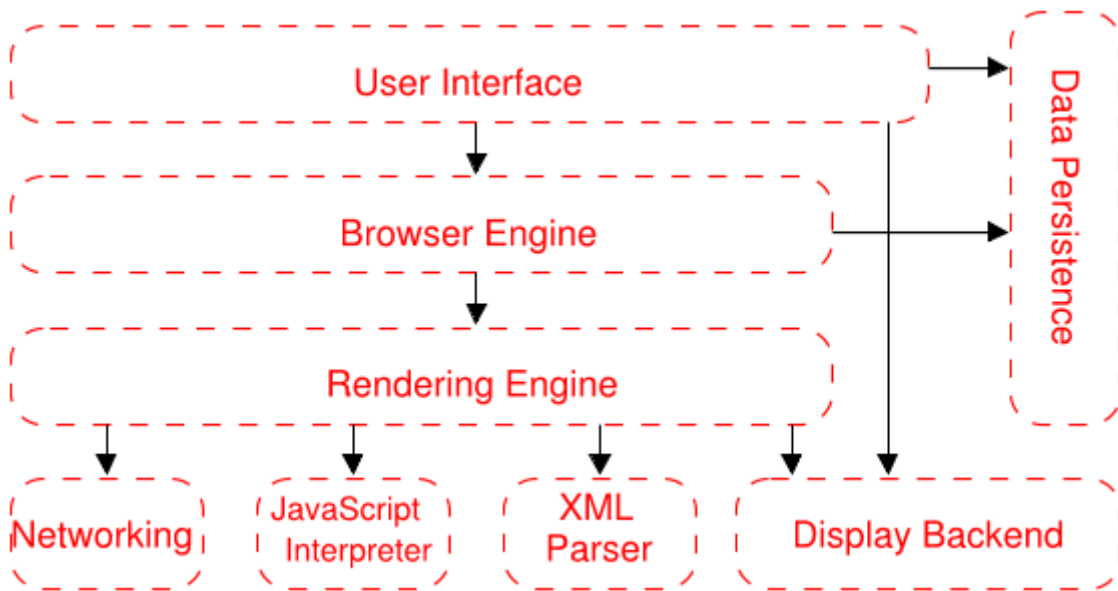 User Interface
Data Persistence
Browser Engine
Rendering Engine
Networking
JavaScript
Interpreter
XML
Parser
Display Backend